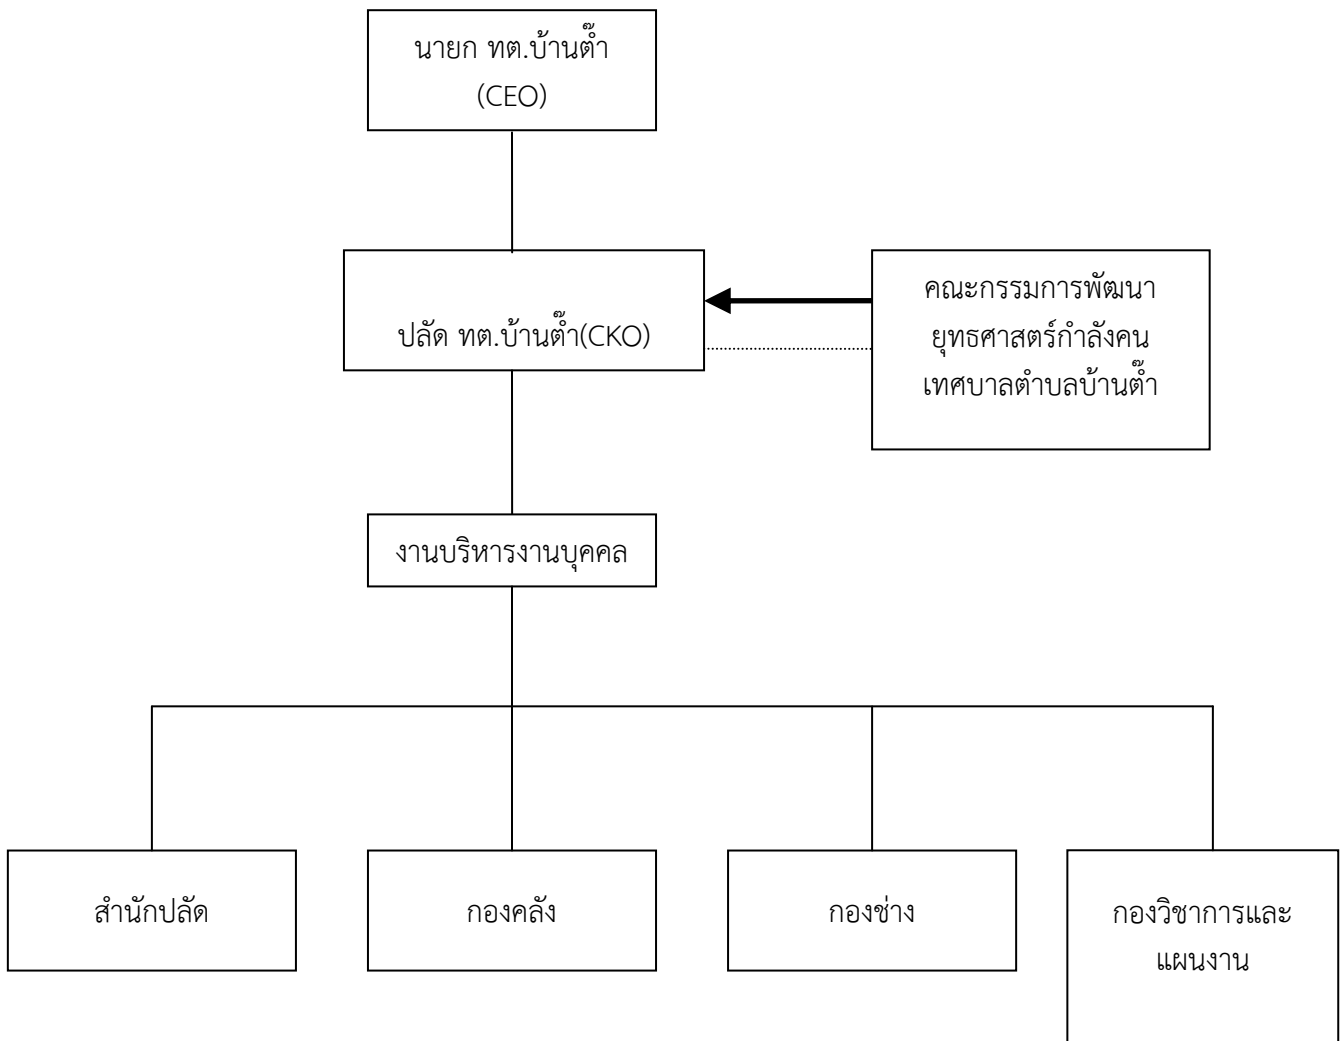 นายก ทต.บ้านต๊ำ
(CEO)
ปลัด ทต.บ้านต๊ำ(CKO)
คณะกรรมการพัฒนา
ยุทธศาสตร์กำลังคน
เทศบาลตำบลบ้านต๊ำ
งานบริหารงานบุคคล
สำนักปลัด
กองคลัง
กองช่าง
กองวิชาการและ
แผนงาน